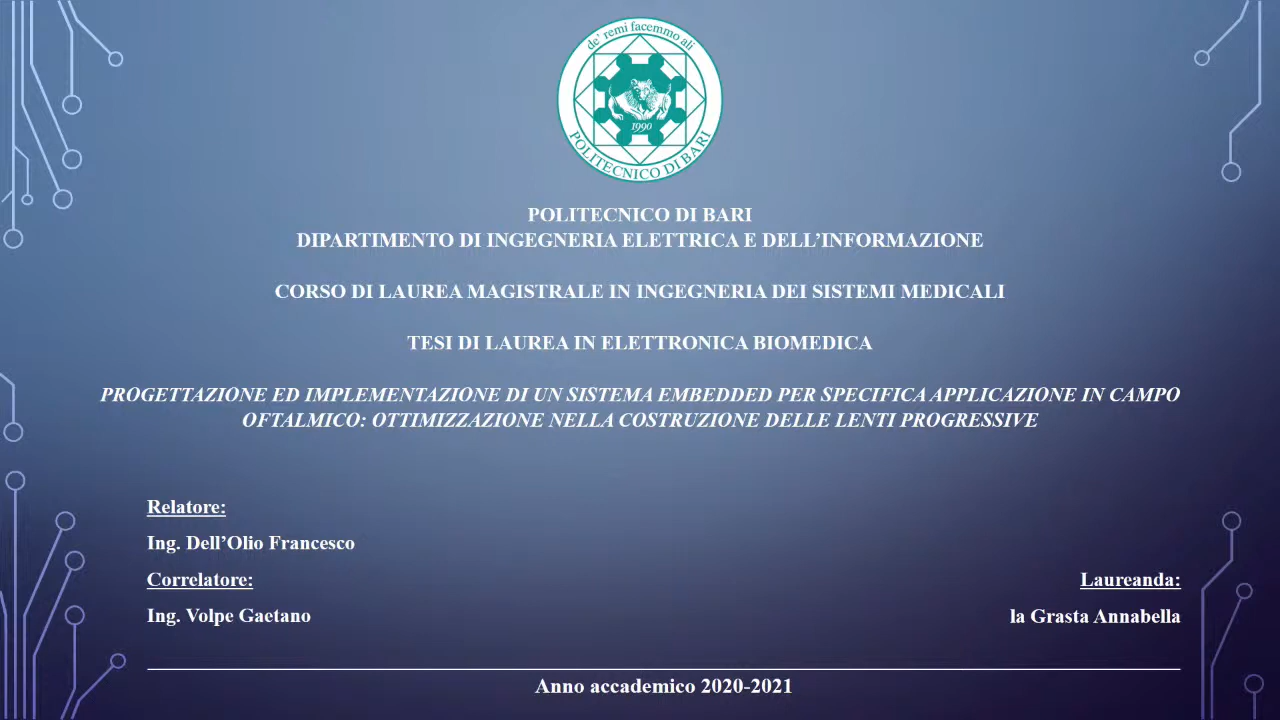 de' remi facemmo ali
1990
POLITECNICO DI BARI
POLITECNICO DI BARI
DIPARTIMENTO DI INGEGNERIA ELETTRICA E DELL’INFORMAZIONE
CORSO DI LAUREA MAGISTRALE IN INGEGNERIA DEI SISTEMI MEDICALI
TESI DI LAUREA IN ELETTRONICA BIOMEDICA
PROGETTAZIONE ED IMPLEMENTAZIONE DI UN SISTEMA EMBEDDED PER SPECIFICA APPLICAZIONE IN CAMPO
OFTALMICO: OTTIMIZZAZIONE NELLA COSTRUZIONE DELLE LENTI PROGRESSIVE
Relatore:
Ing. Dell’Olio Francesco
Correlatore:
Ing. Volpe Gaetano
Laureanda:
la Grasta Annabella
Anno accademico 2020-2021